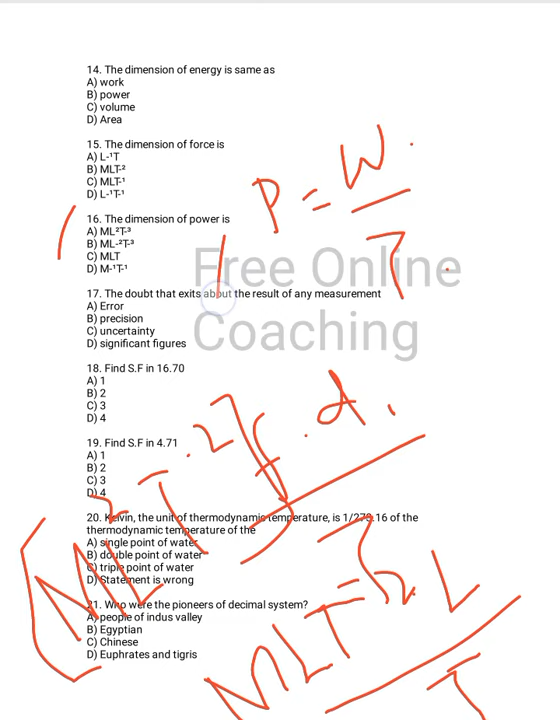 14. The dimension of energy is same as
A) work
B) power
C) volume
D) Area
15. The dimension of force is
A) L-¹T
B) MLT-²
C) MLT-¹
D) L-¹T-¹
16. The dimension of power is
A) ML²T-³
B) ML-²T-³
C) MLT
D) M-¹T-¹
P = W
T
Free Online
Coaching
17. The doubt that exits about the result of any measurement
A) Error
B) precision
C) uncertainty
D) significant figures
18. Find S.F in 16.70
A) 1
B) 2
C) 3
D) 4
f . d
19. Find S.F in 4.71
A) 1
B) 2
C) 3
D) 4
20. Kelvin, the unit of thermodynamic temperature, is 1/273.16 of the
thermodynamic temperature of the
A) single point of water
B) double point of water
C) triple point of water
D) Statement is wrong
21. Who were the pioneers of decimal system?
A) people of indus valley
B) Egyptian
C) Chinese
D) Euphrates and tigris
MLT-² L
T